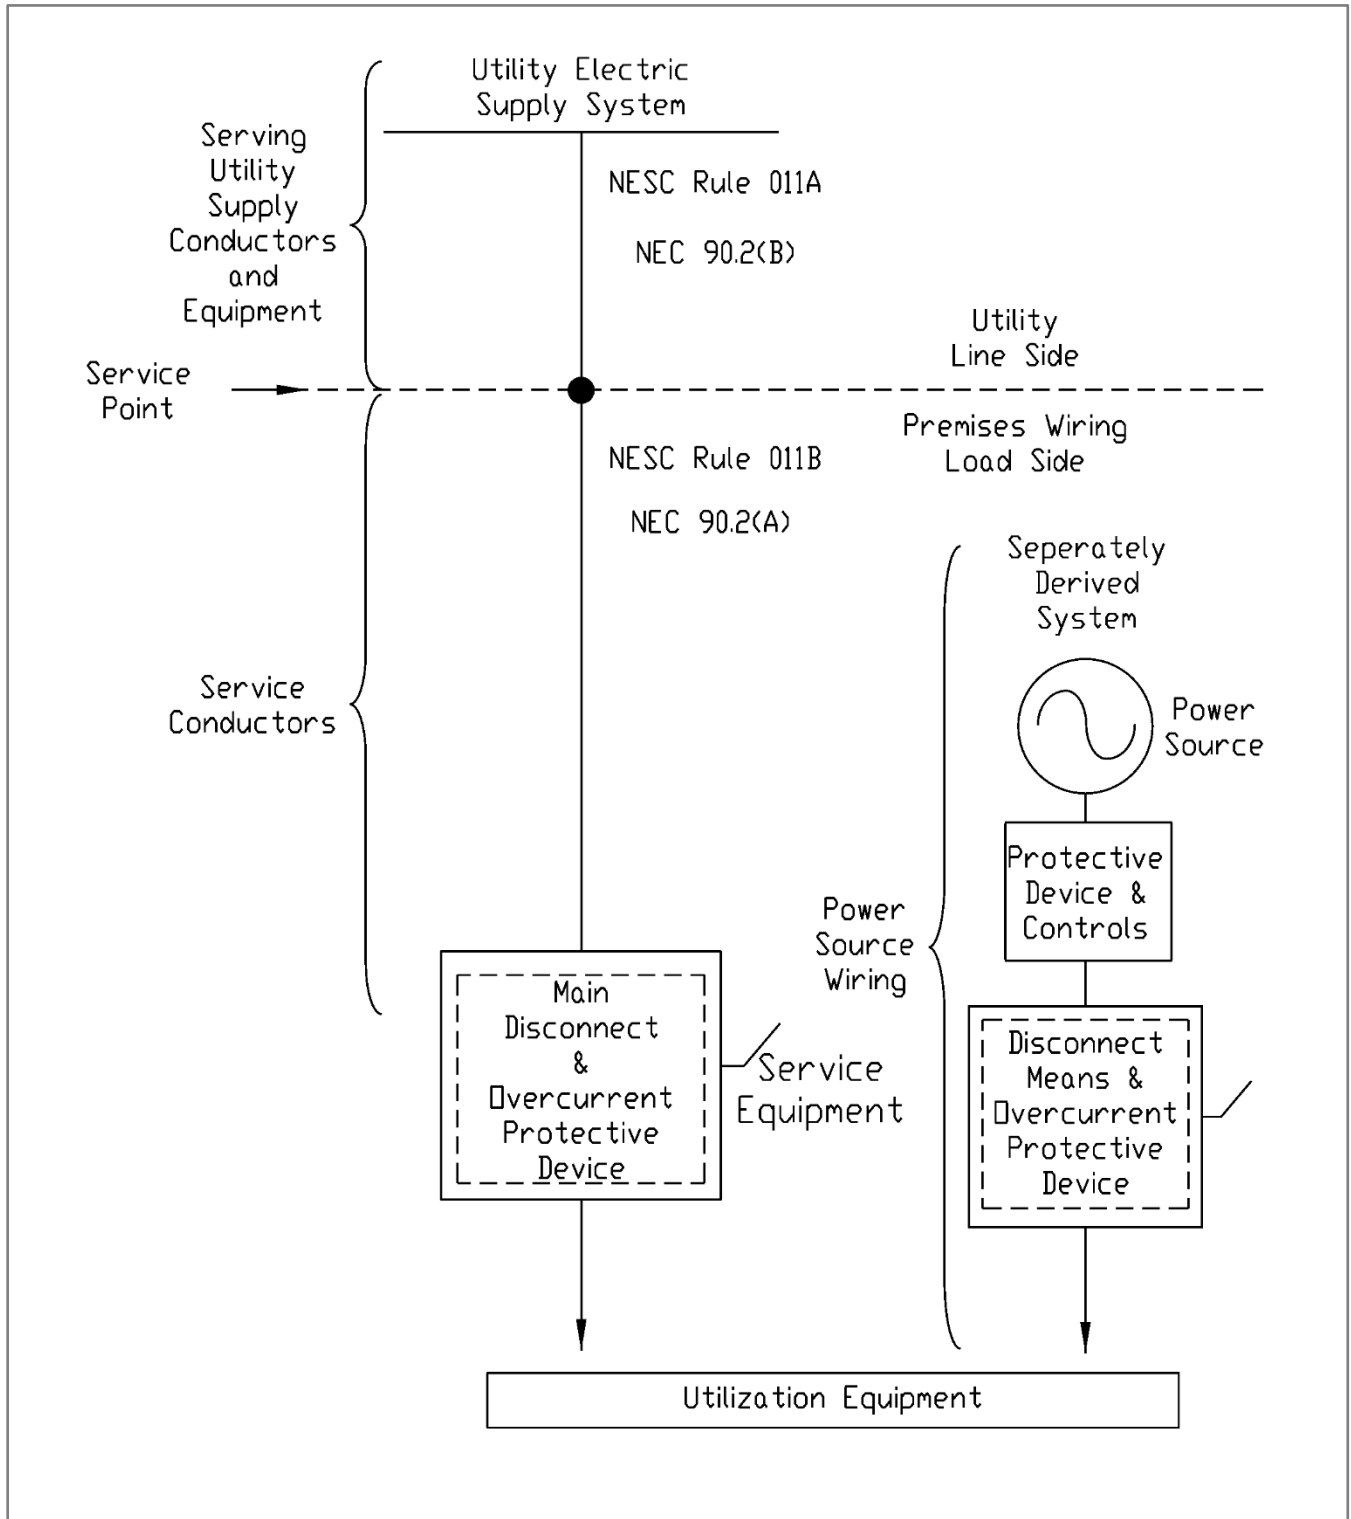 Utility Electric
Supply System
Serving
Utility
Supply
Conductors
and
Equipment
NESC Rule 011A
NEC 90.2(B)
Utility
Line Side
Service
Point
Premises Wiring
Load Side
NESC Rule 011B
NEC 90.2(A)
Seperately
Derived
System
Service
Conductors
Power
Source
Protective
Device &
Controls
Power
Source
Wiring
Main
Disconnect
&
Overcurrent
Protective
Device
Service
Equipment
Disconnect
Means &
Overcurrent
Protective
Device
Utilization Equipment